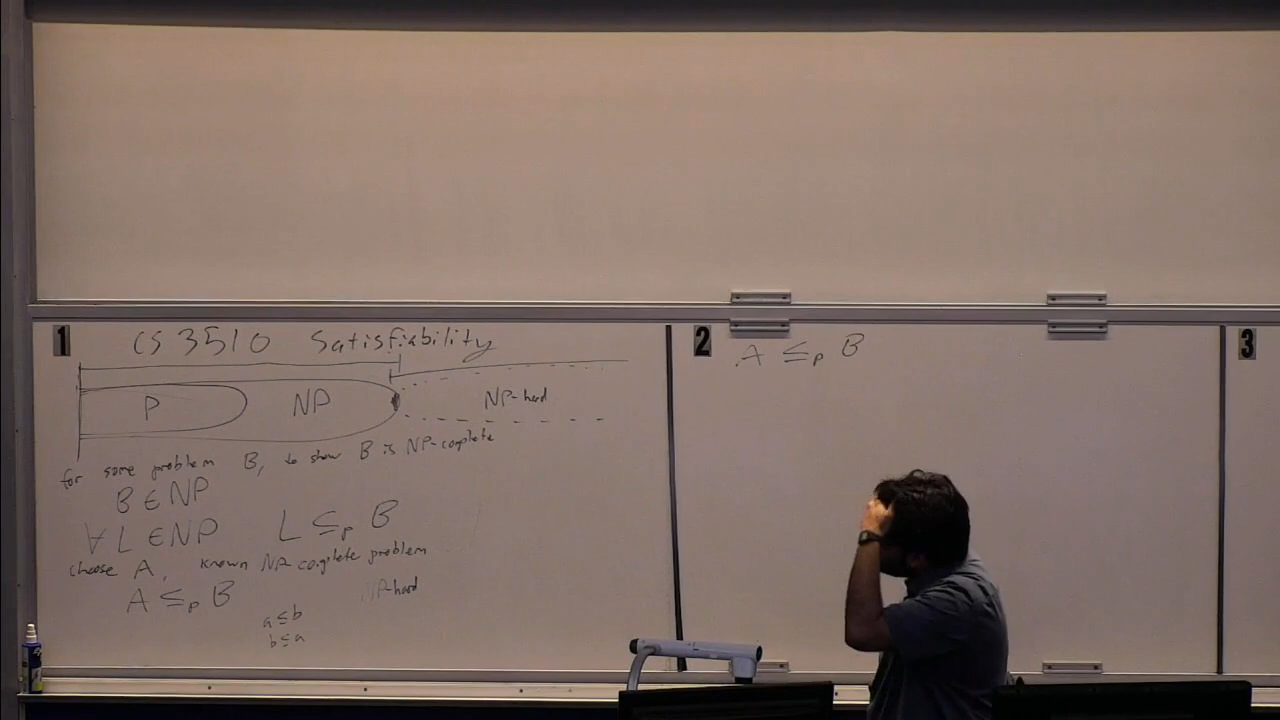 1
CS 3510 Satisfiability
P NP NP-hard
for some problem B, to show B is NP-complete
B ∈ NP
∀ L ∈ NP L ≤p B
choose A, known NP-complete problem
A ≤p B NP-hard
a ≤ b
b ≤ a
2
A ≤p B
3